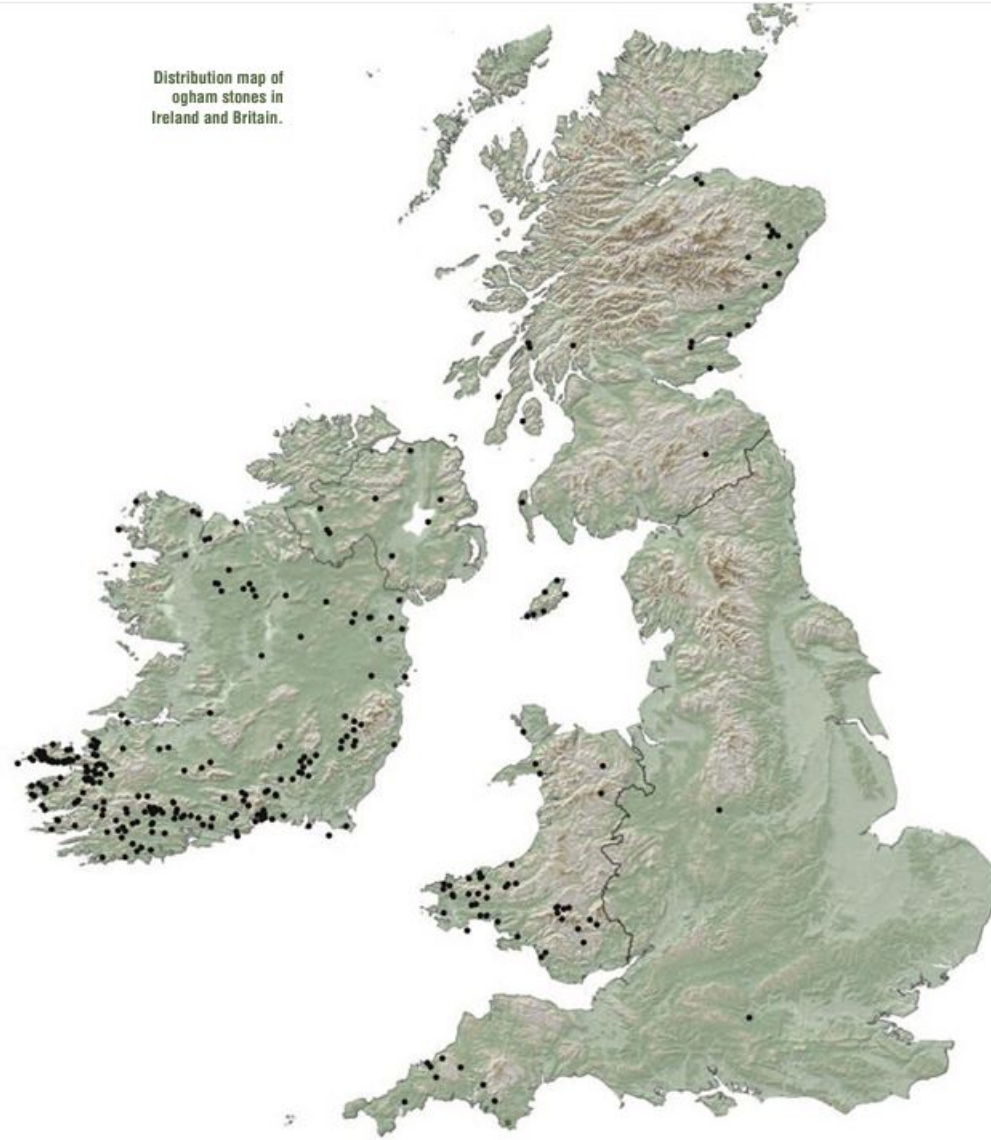 Distribution map of
ogham stones in
Ireland and Britain.